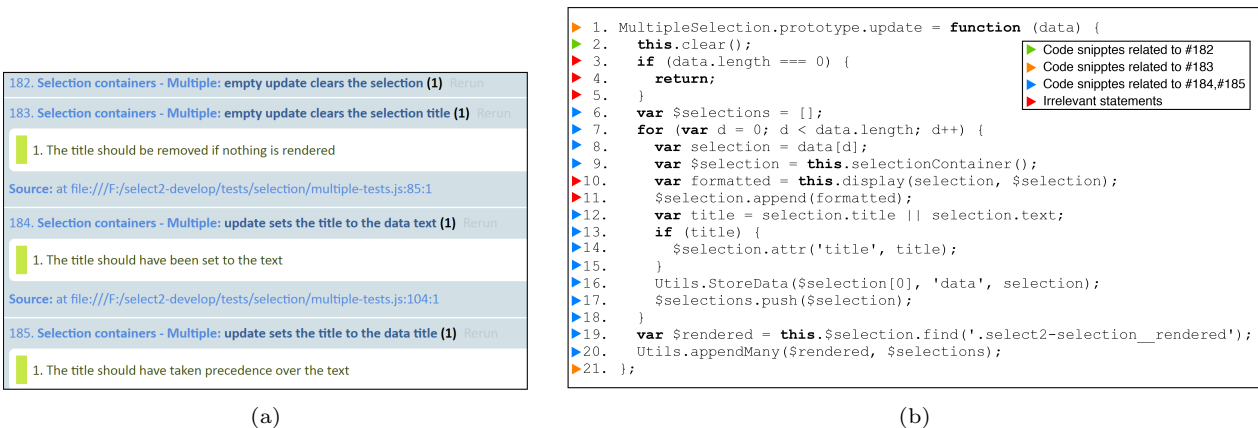 182. Selection containers - Multiple: empty update clears the selection (1) Rerun
183. Selection containers - Multiple: empty update clears the selection title (1) Rerun
1. The title should be removed if nothing is rendered
Source: at file:///F:/select2-develop/tests/selection/multiple-tests.js:85:1
184. Selection containers - Multiple: update sets the title to the data text (1) Rerun
1. The title should have been set to the text
Source: at file:///F:/select2-develop/tests/selection/multiple-tests.js:104:1
185. Selection containers - Multiple: update sets the title to the data title (1) Rerun
1. The title should have taken precedence over the text
(a)
1. MultipleSelection.prototype.update = function (data) {
2. this.clear();
3. if (data.length === 0) {
4. return;
5. }
6. var $selections = [];
7. for (var d = 0; d < data.length; d++) {
8. var selection = data[d];
9. var $selection = this.selectionContainer();
10. var formatted = this.display(selection, $selection);
11. $selection.append(formatted);
12. var title = selection.title || selection.text;
13. if (title) {
14. $selection.attr('title', title);
15. }
16. Utils.StoreData($selection[0], 'data', selection);
17. $selections.push($selection);
18. }
19. var $rendered = this.$selection.find('.select2-selection__rendered');
20. Utils.appendMany($rendered, $selections);
21. };
Code snipptes related to #182
Code snipptes related to #183
Code snipptes related to #184,#185
Irrelevant statements
(b)